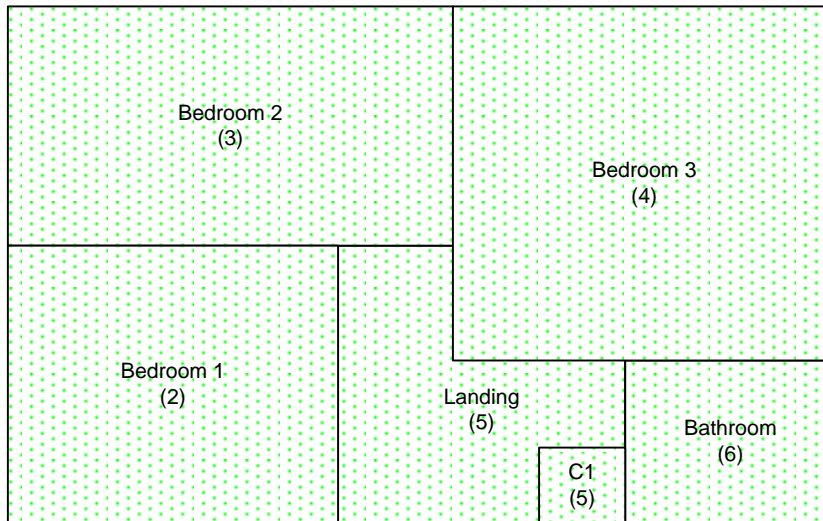 Bedroom 2
(3)
Bedroom 3
(4)
Bedroom 1
(2)
Landing
(5)
Bathroom
(6)
C1
(5)